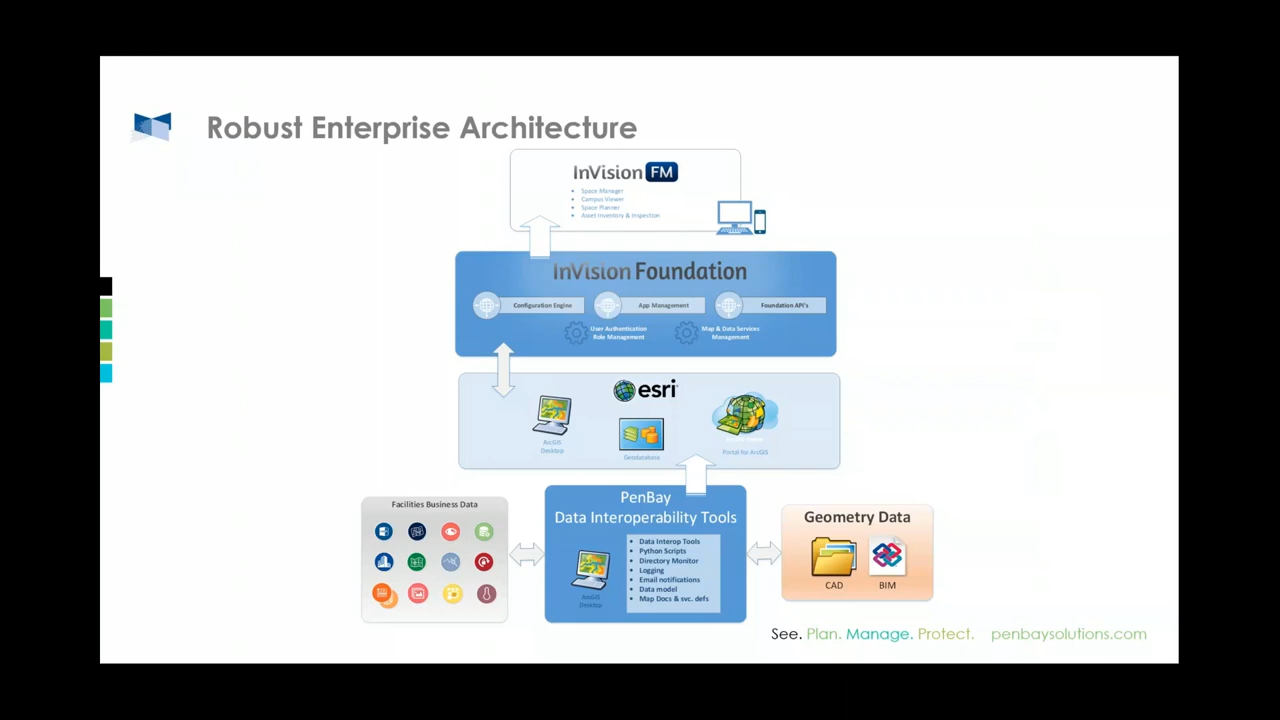 Robust Enterprise Architecture
InVision FM
• Space Manager
• Campus Viewer
• Space Planner
• Asset Inventory & Inspection
InVision Foundation
Configuration Engine
App Management
Foundation API's
User Authentication
Role Management
Map & Data Services
Management
esri
ArcGIS
Desktop
Geodatabase
Portal for ArcGIS
Facilities Business Data
PenBay
Data Interoperability Tools
ArcGIS
Desktop
• Data Interop Tools
• Python Scripts
• Directory Monitor
• Logging
• Email notifications
• Data model
• Map Docs & svc. defs
Geometry Data
CAD
BIM
See. Plan. Manage. Protect. penbaysolutions.com